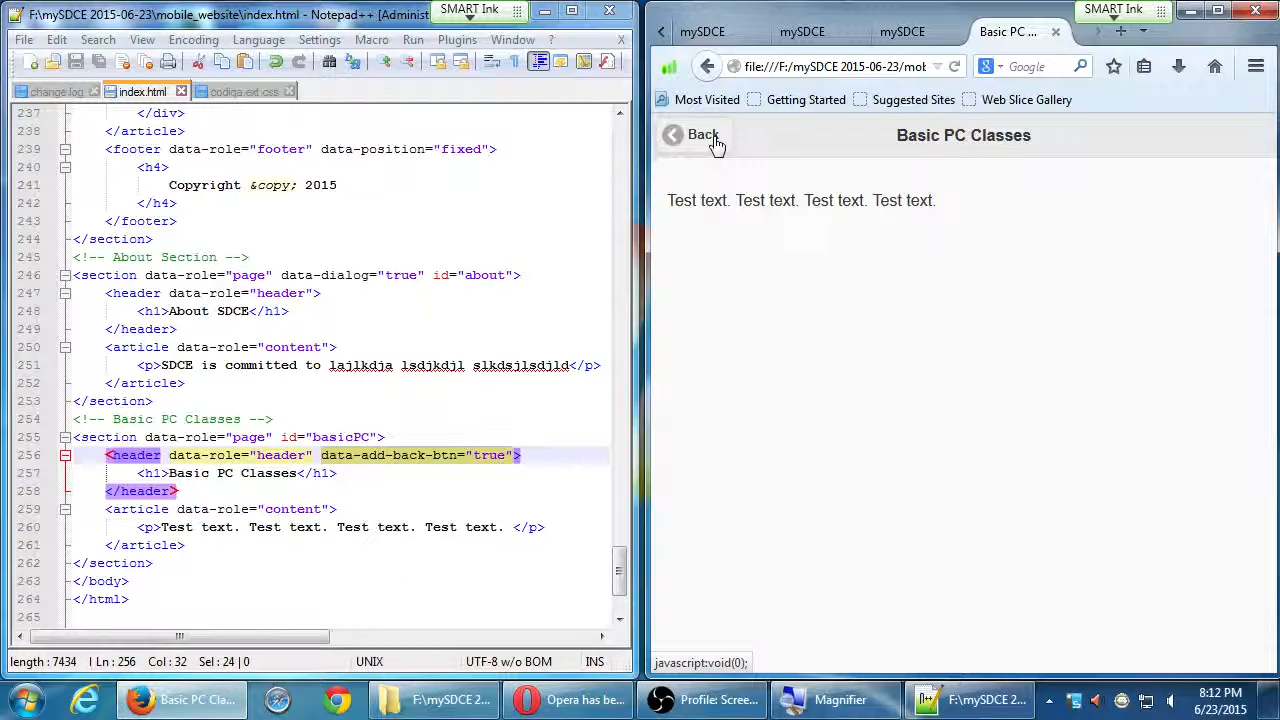 F:\mySDCE 2015-06-23\mobile_website\index.html - Notepad++ [Administ
SMART Ink
File Edit Search View Encoding Language Settings Macro Run Plugins Window ? X
change.log index.html codiqa.ext.css
237 </div>
238 </article>
239 <footer data-role="footer" data-position="fixed">
240 <h4>
241 Copyright &copy; 2015
242 </h4>
243 </footer>
244 </section>
245 <!-- About Section -->
246 <section data-role="page" data-dialog="true" id="about">
247 <header data-role="header">
248 <h1>About SDCE</h1>
249 </header>
250 <article data-role="content">
251 <p>SDCE is committed to lajlkdja lsdjkdjl slkdsjlsdjld</p>
252 </article>
253 </section>
254 <!-- Basic PC Classes -->
255 <section data-role="page" id="basicPC">
256 <header data-role="header" data-add-back-btn="true">
257 <h1>Basic PC Classes</h1>
258 </header>
259 <article data-role="content">
260 <p>Test text. Test text. Test text. Test text. </p>
261 </article>
262 </section>
263 </body>
264 </html>
265
length : 7434 l Ln : 256 Col : 32 Sel : 24 | 0 UNIX UTF-8 w/o BOM INS
SMART Ink
mySDCE mySDCE mySDCE Basic PC ...
file:///F:/mySDCE 2015-06-23/mol
Google
Most Visited Getting Started Suggested Sites Web Slice Gallery
Back Basic PC Classes
Test text. Test text. Test text. Test text.
javascript:void(0);
Basic PC Cla... F:\mySDCE 2... Opera has be... Profile: Scree... Magnifier F:\mySDCE 2...
8:12 PM
6/23/2015